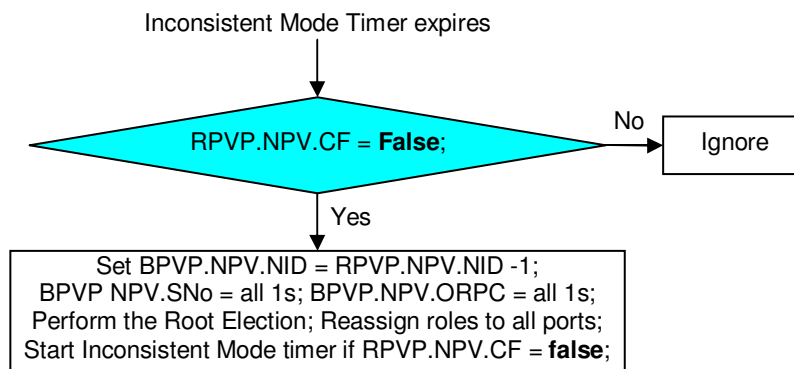 Inconsistent Mode Timer expires
RPVP.NPV.CF = False;
No
Ignore
Yes
Set BPVP.NPV.NID = RPVP.NPV.NID -1;
BPVP NPV.SNo = all 1s; BPVP.NPV.ORPC = all 1s;
Perform the Root Election; Reassign roles to all ports;
Start Inconsistent Mode timer if RPVP.NPV.CF = false;